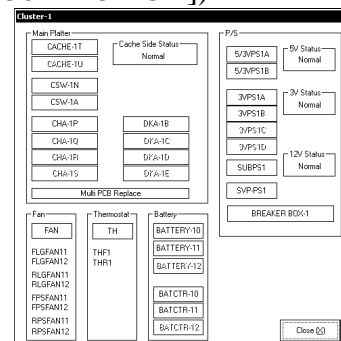 Cluster-1
Main Platter
CACHE-1T
CACHE-1U
Cache Side Status
Normal
CSW-1N
CSW-1A
CHA-1P
CHA-1Q
CHA-1R
CHA-1S
DKA-1B
DKA-1C
DKA-1D
DKA-1E
Multi PCB Replace
P/S
5/3VPS1A
5/3VPS1B
5V Status
Normal
3VPS1A
3VPS1B
3VPS1C
3VPS1D
3V Status
Normal
SUBPS1
12V Status
Normal
SVP-PS1
BREAKER BOX-1
Fan
FAN
FLGFAN11
FLGFAN12
RLGFAN11
RLGFAN12
FPSFAN11
FPSFAN12
RPSFAN11
RPSFAN12
Thermostat
TH
THF1
THR1
Battery
BATTERY-10
BATTERY-11
BATTERY-12
BATCTR-10
BATCTR-11
BATCTR-12
Close (X)